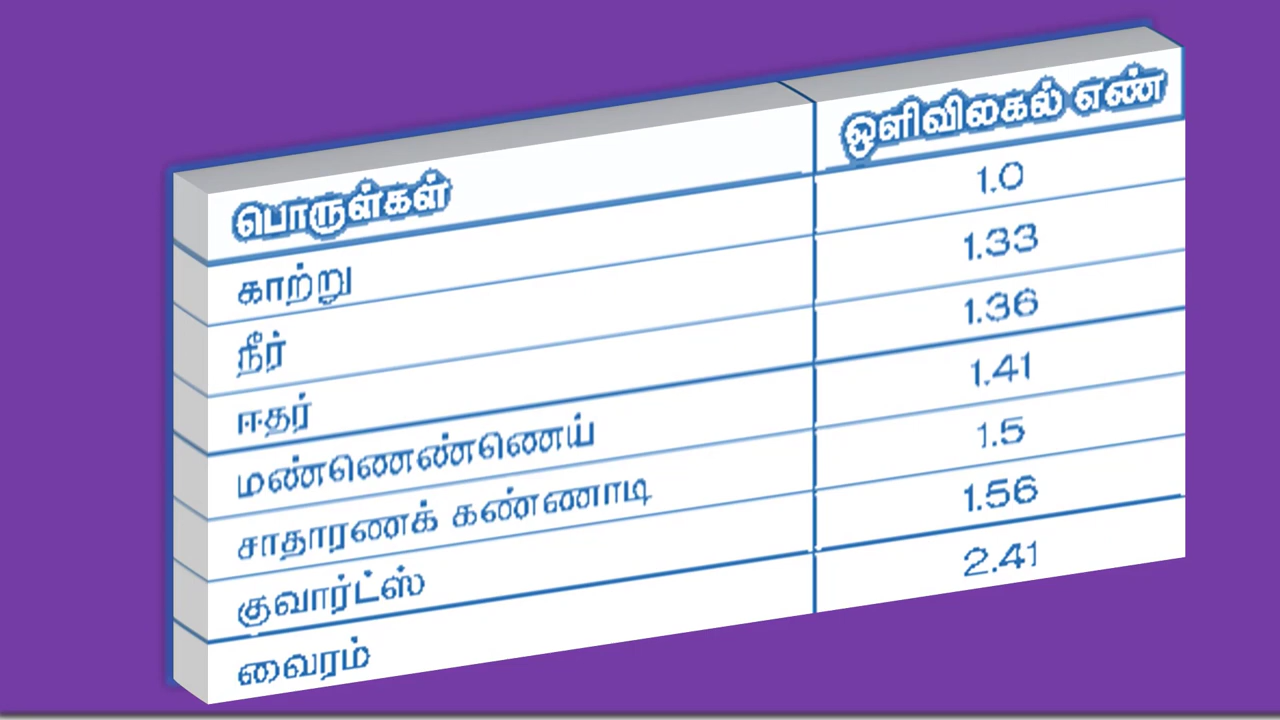 பொருள்கள் ஒளிவிலகல் எண்
காற்று 1.0
நீர் 1.33
ஈதர் 1.36
மண்ணெண்ணெய் 1.41
சாதாரணக் கண்ணாடி 1.5
குவார்ட்ஸ் 1.56
வைரம் 2.41